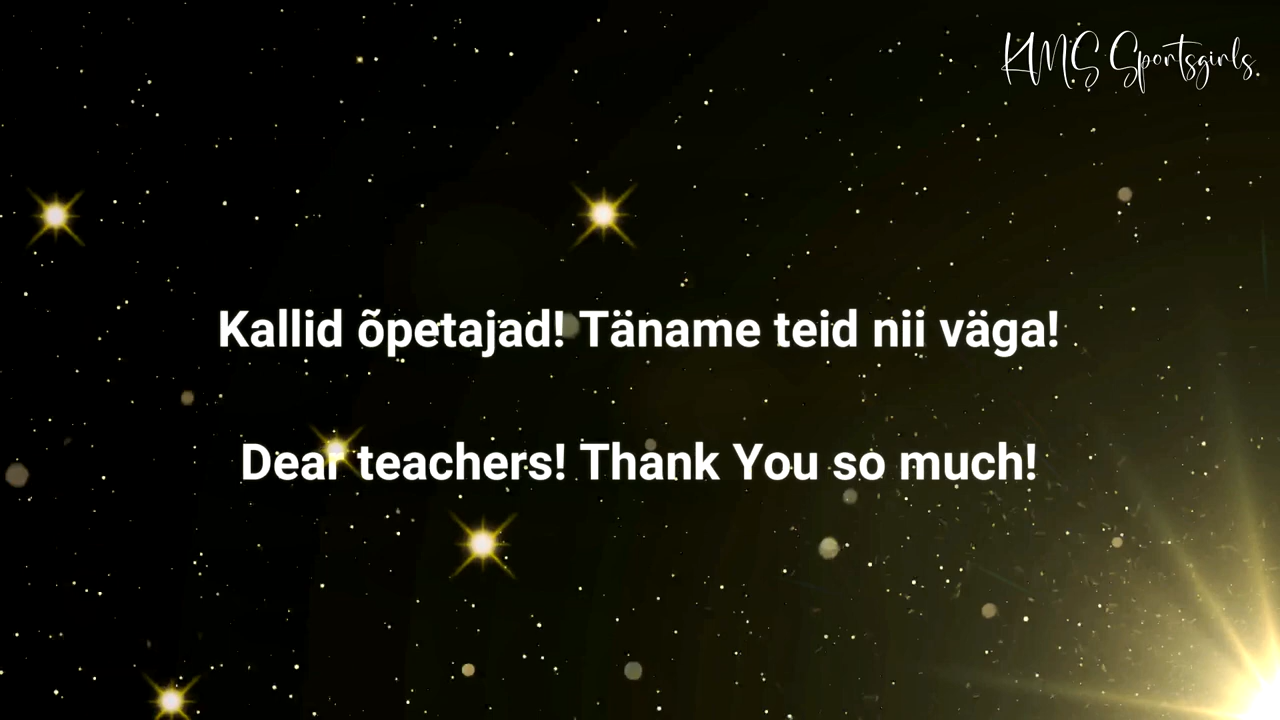 KMS Sportsgirls
Kallid õpetajad! Täname teid nii väga!
Dear teachers! Thank You so much!